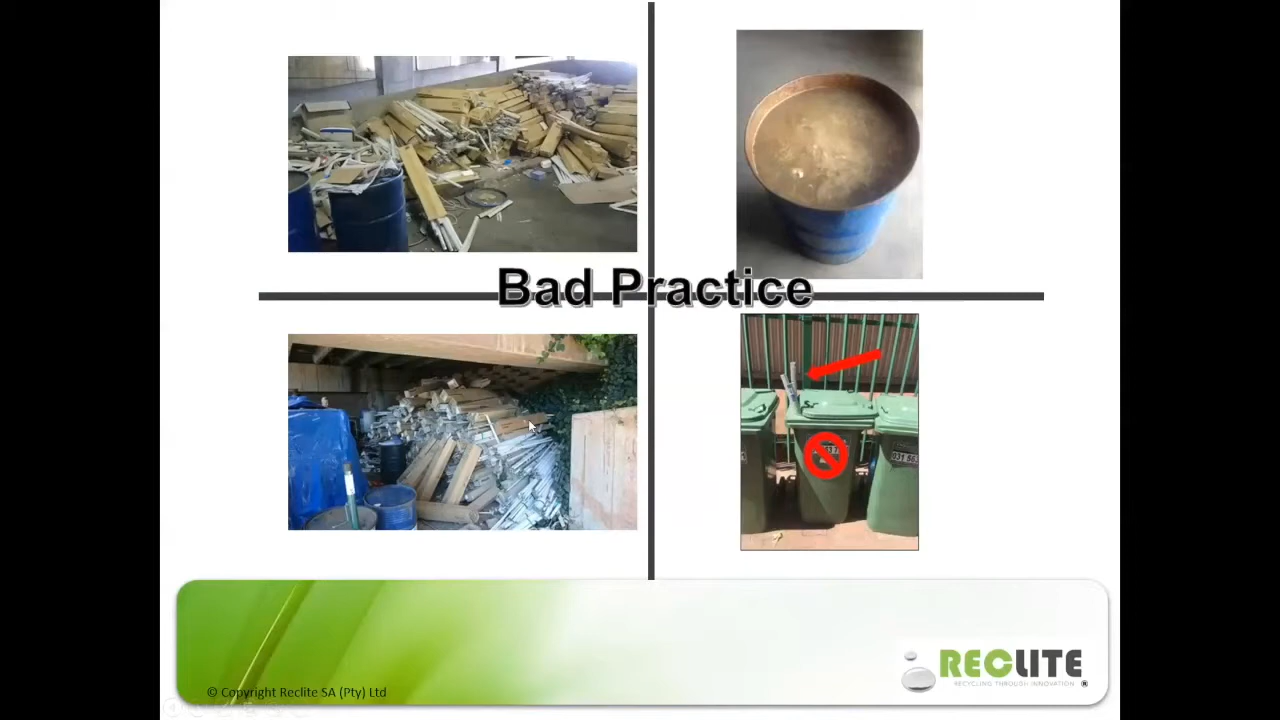 Bad Practice
RECLITE
RECYCLING THROUGH INNOVATION
®
© Copyright Reclite SA (Pty) Ltd